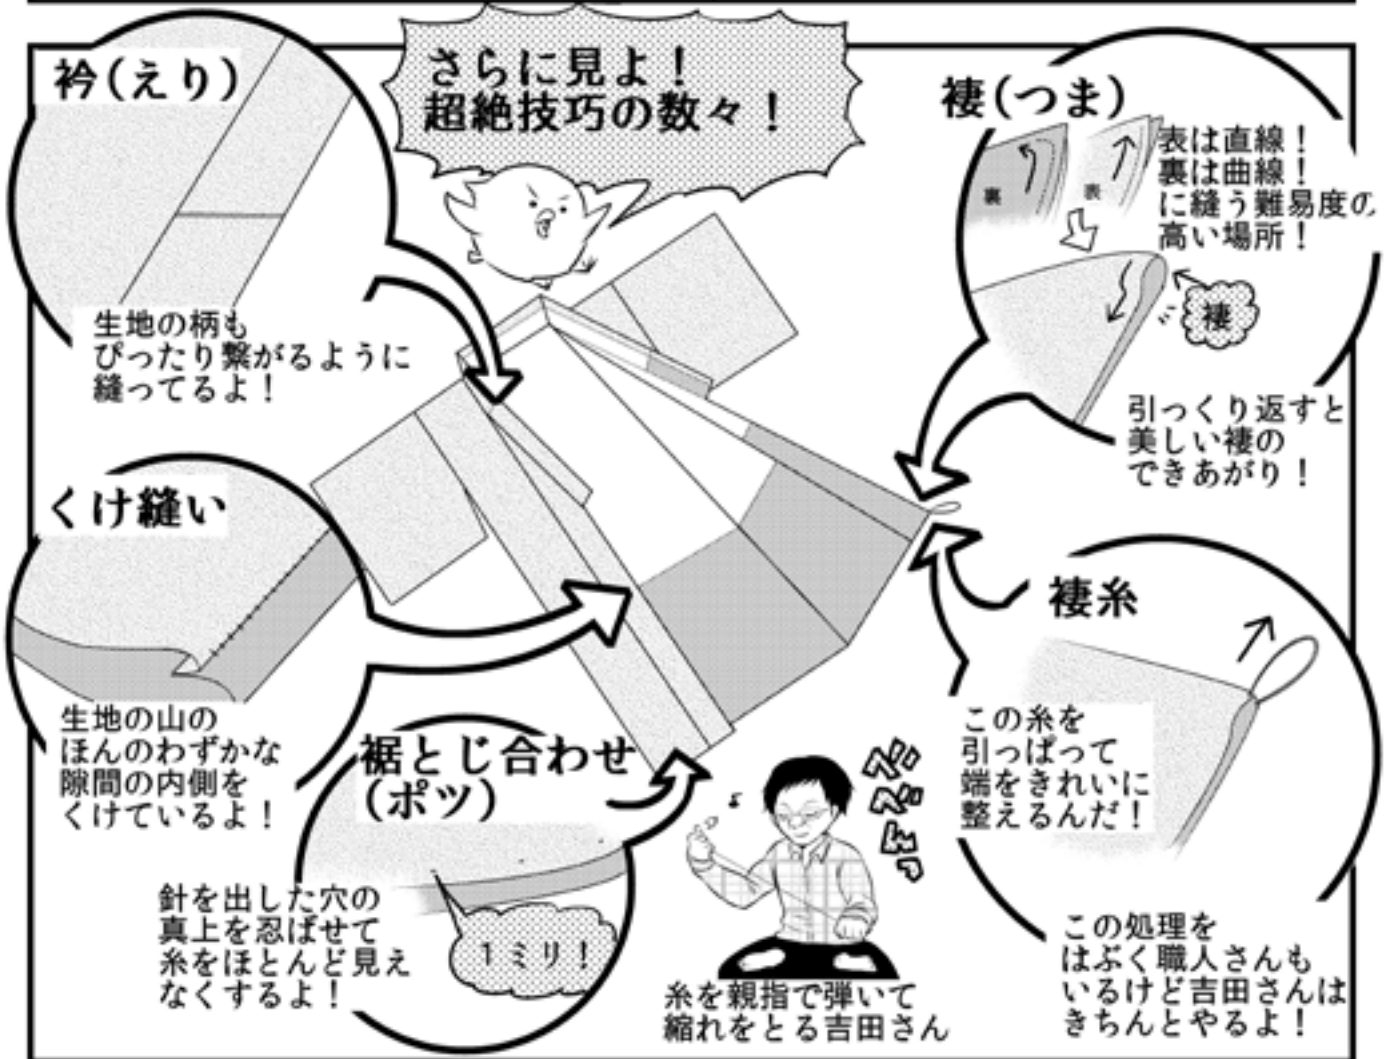 さらに見よ！
超絶技巧の数々！
褄(つま)
表は直線！
裏は曲線！
に縫う難易度の
高い場所！
裏
表
褄
引っくり返すと
美しい褄の
できあがり！
衿(えり)
生地の柄も
ぴったり繋がるように
縫ってるよ！
くけ縫い
生地の山の
ほんのわずかな
隙間の内側を
くけているよ！
褄糸
この糸を
引っぱって
端をきれいに
整えるんだ！
この処理を
はぶく職人さんも
いるけど吉田さんは
きちんとやるよ！
裾とじ合わせ
(ポツ)
針を出した穴の
真上を忍ばせて
糸をほとんど見え
なくするよ！
1ミリ！
べべんっ
糸を親指で弾いて
縮れをとる吉田さん